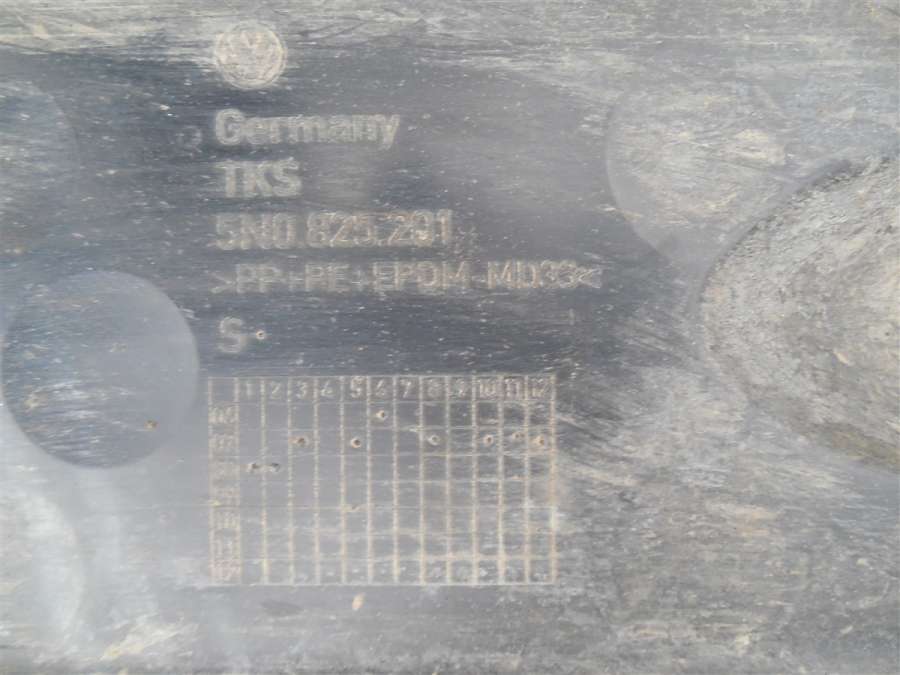 Germany
TKS
5N0.825.201
>PP+PE+EPDM-MD33<
S
1 2 3 4 5 6 7 8 9 10 11 12